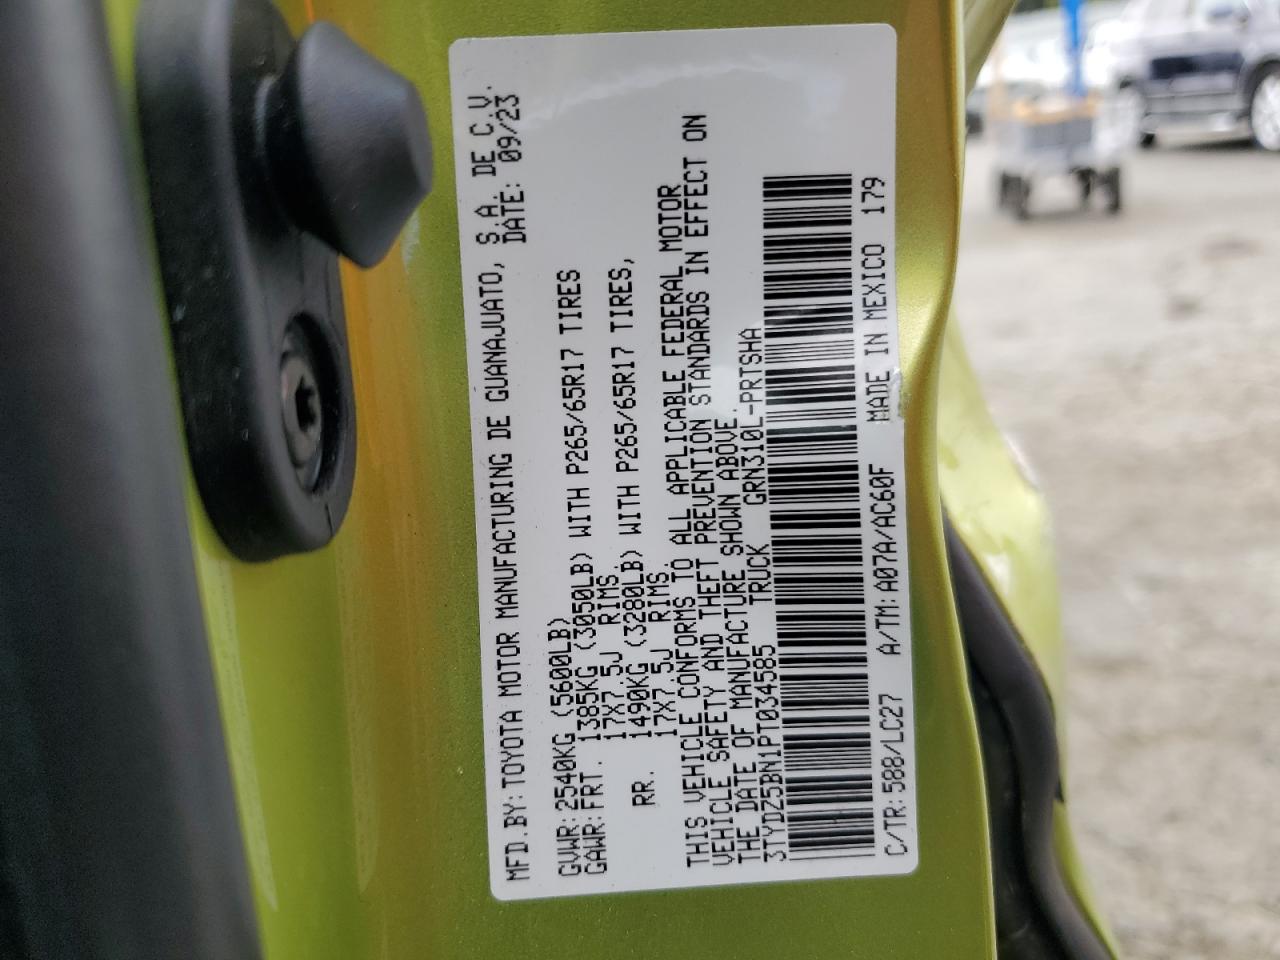 MFD.BY:TOYOTA MOTOR MANUFACTURING DE GUANAJUATO, S.A. DE C.V.
DATE: 09/23
GVWR:2540KG (5600LB)
GAWR:FRT. 1385KG (3050LB) WITH P265/65R17 TIRES
17X7.5J RIMS.
RR. 1490KG (3280LB) WITH P265/65R17 TIRES,
17X7.5J RIMS.
THIS VEHICLE CONFORMS TO ALL APPLICABLE FEDERAL MOTOR
VEHICLE SAFETY AND THEFT PREVENTION STANDARDS IN EFFECT ON
THE DATE OF MANUFACTURE SHOWN ABOVE.
3TYDZ5BN1PT034585 TRUCK GRN310L-PRTSHA
C/TR:588/LC27 A/TM:A07A/AC60F MADE IN MEXICO 179